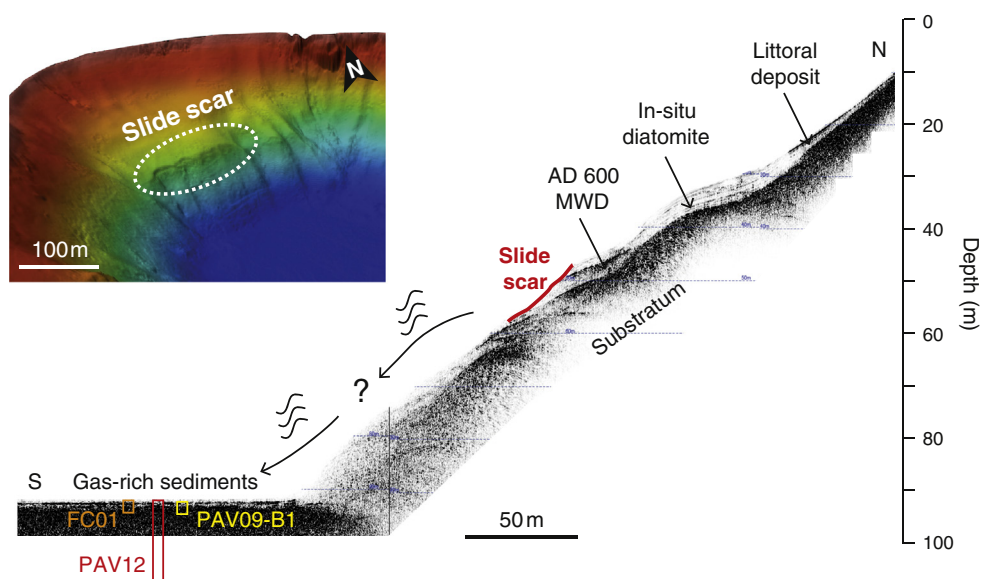 N
Slide scar
100 m
0
20
40
60
80
100
Depth (m)
N
Littoral
deposit
In-situ
diatomite
AD 600
MWD
Slide
scar
Substratum
?
S
Gas-rich sediments
FC01
PAV09-B1
PAV12
50 m